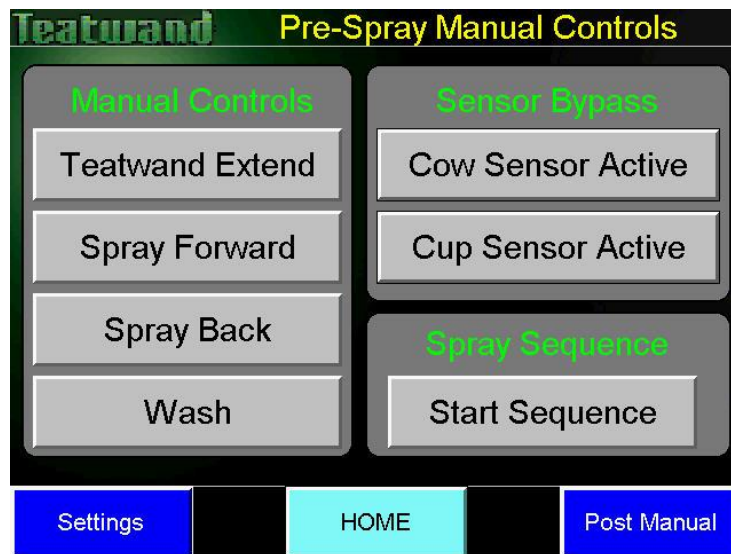 Teatwand
Pre-Spray Manual Controls
Manual Controls
Teatwand Extend
Spray Forward
Spray Back
Wash
Sensor Bypass
Cow Sensor Active
Cup Sensor Active
Spray Sequence
Start Sequence
Settings
HOME
Post Manual